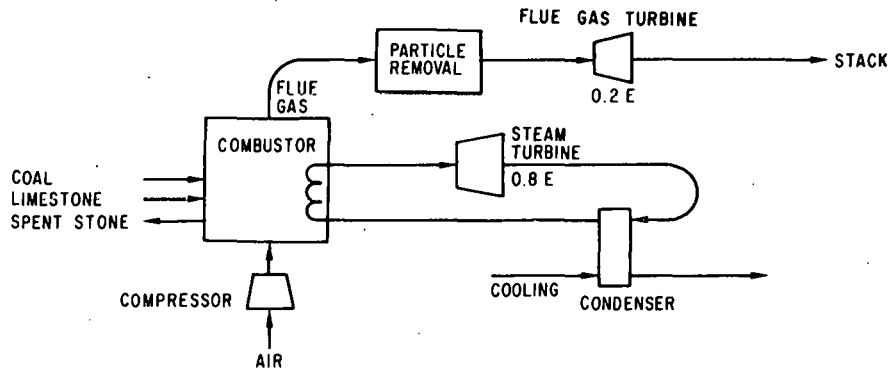 FLUE GAS TURBINE
PARTICLE
REMOVAL
STACK
FLUE
GAS
0.2 E
COMBUSTOR
STEAM
TURBINE
0.8 E
COAL
LIMESTONE
SPENT STONE
COOLING
CONDENSER
COMPRESSOR
AIR